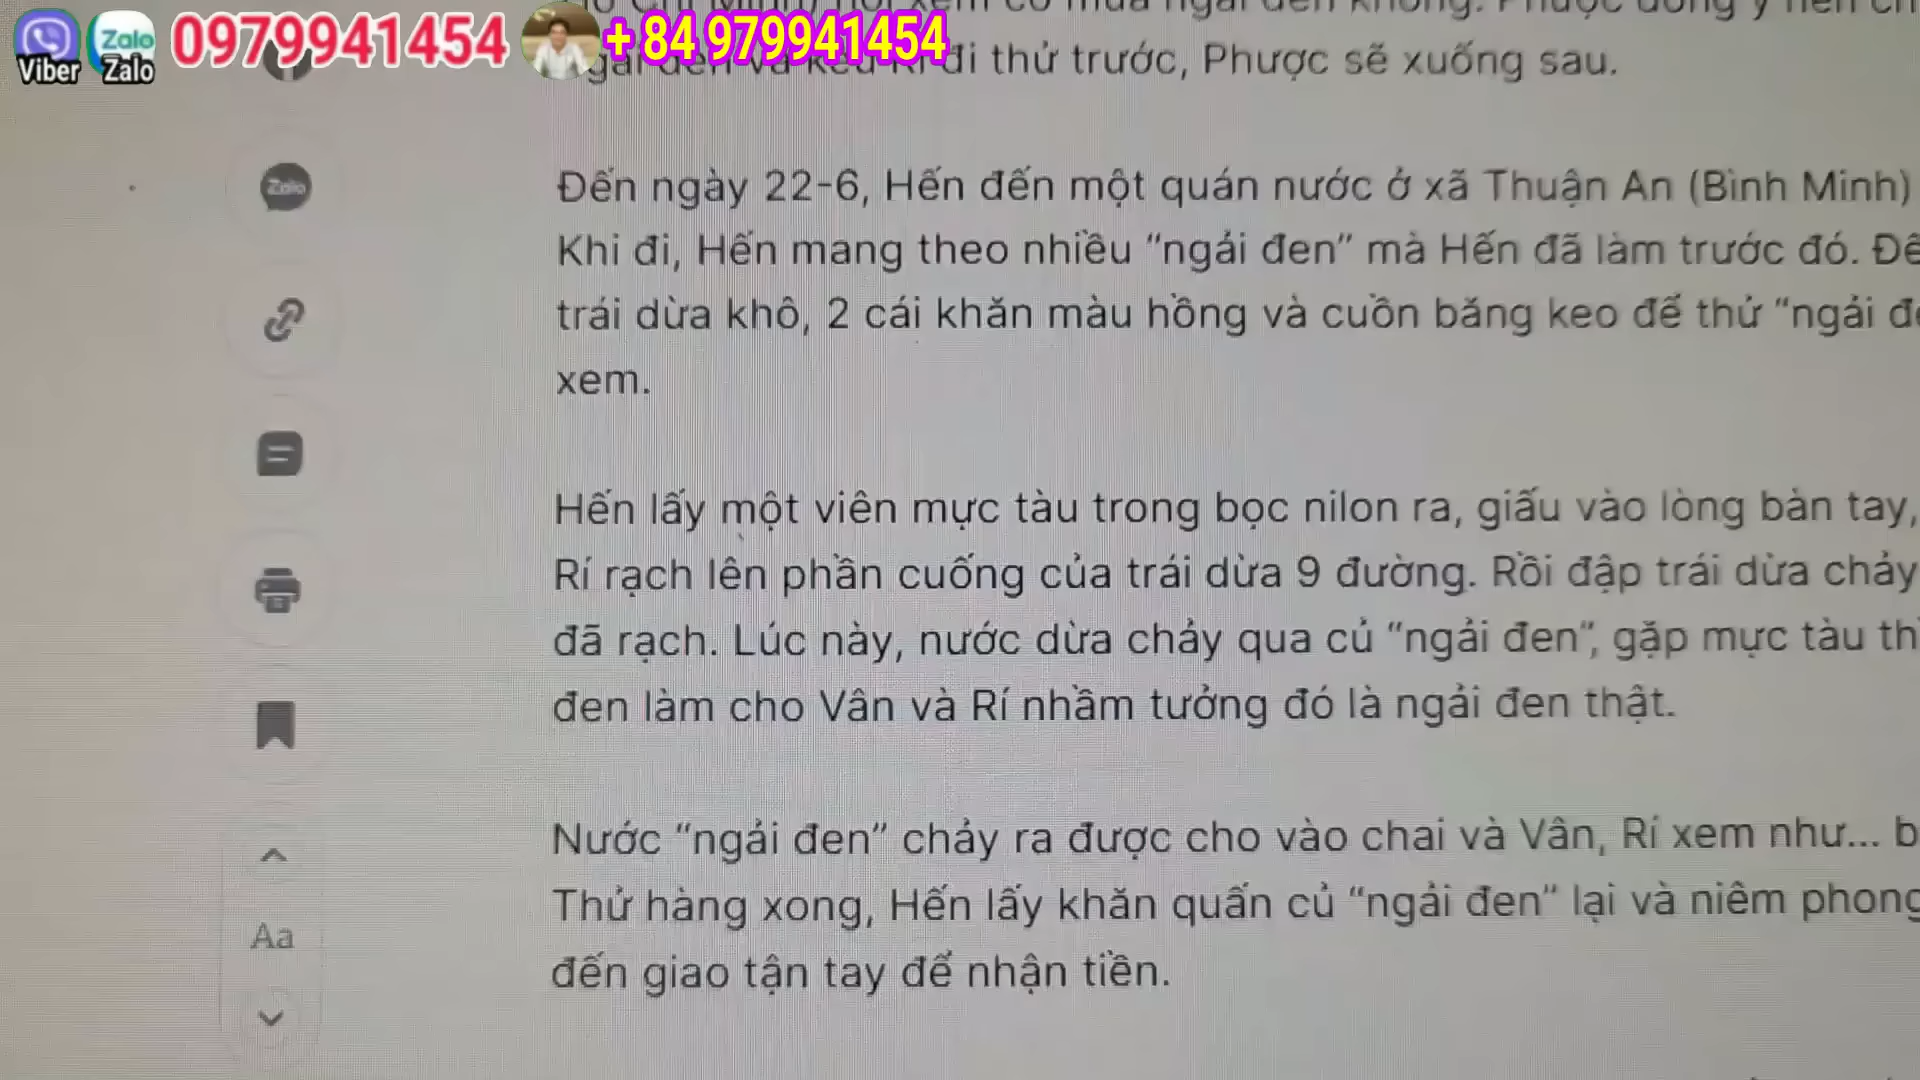 Viber
Zalo
Zalo
0979941454
+ 84 979941454
đi thử trước, Phược sẽ xuống sau.
Zalo
Đến ngày 22-6, Hến đến một quán nước ở xã Thuận An (Bình Minh)
Khi đi, Hến mang theo nhiều "ngải đen" mà Hến đã làm trước đó.
trái dừa khô, 2 cái khăn màu hồng và cuồn băng keo để thử "ngải
xem.
Hến lấy một viên mực tàu trong bọc nilon ra, giấu vào lòng bàn tay,
Rí rạch lên phần cuống của trái dừa 9 đường. Rồi đập trái dừa chảy
đã rạch. Lúc này, nước dừa chảy qua củ "ngải đen", gặp mực tàu
đen làm cho Vân và Rí nhầm tưởng đó là ngải đen thật.
Nước "ngải đen" chảy ra được cho vào chai và Vân, Rí xem như...
Thử hàng xong, Hến lấy khăn quấn củ "ngải đen" lại và niêm phong
Aa
đến giao tận tay để nhận tiền.